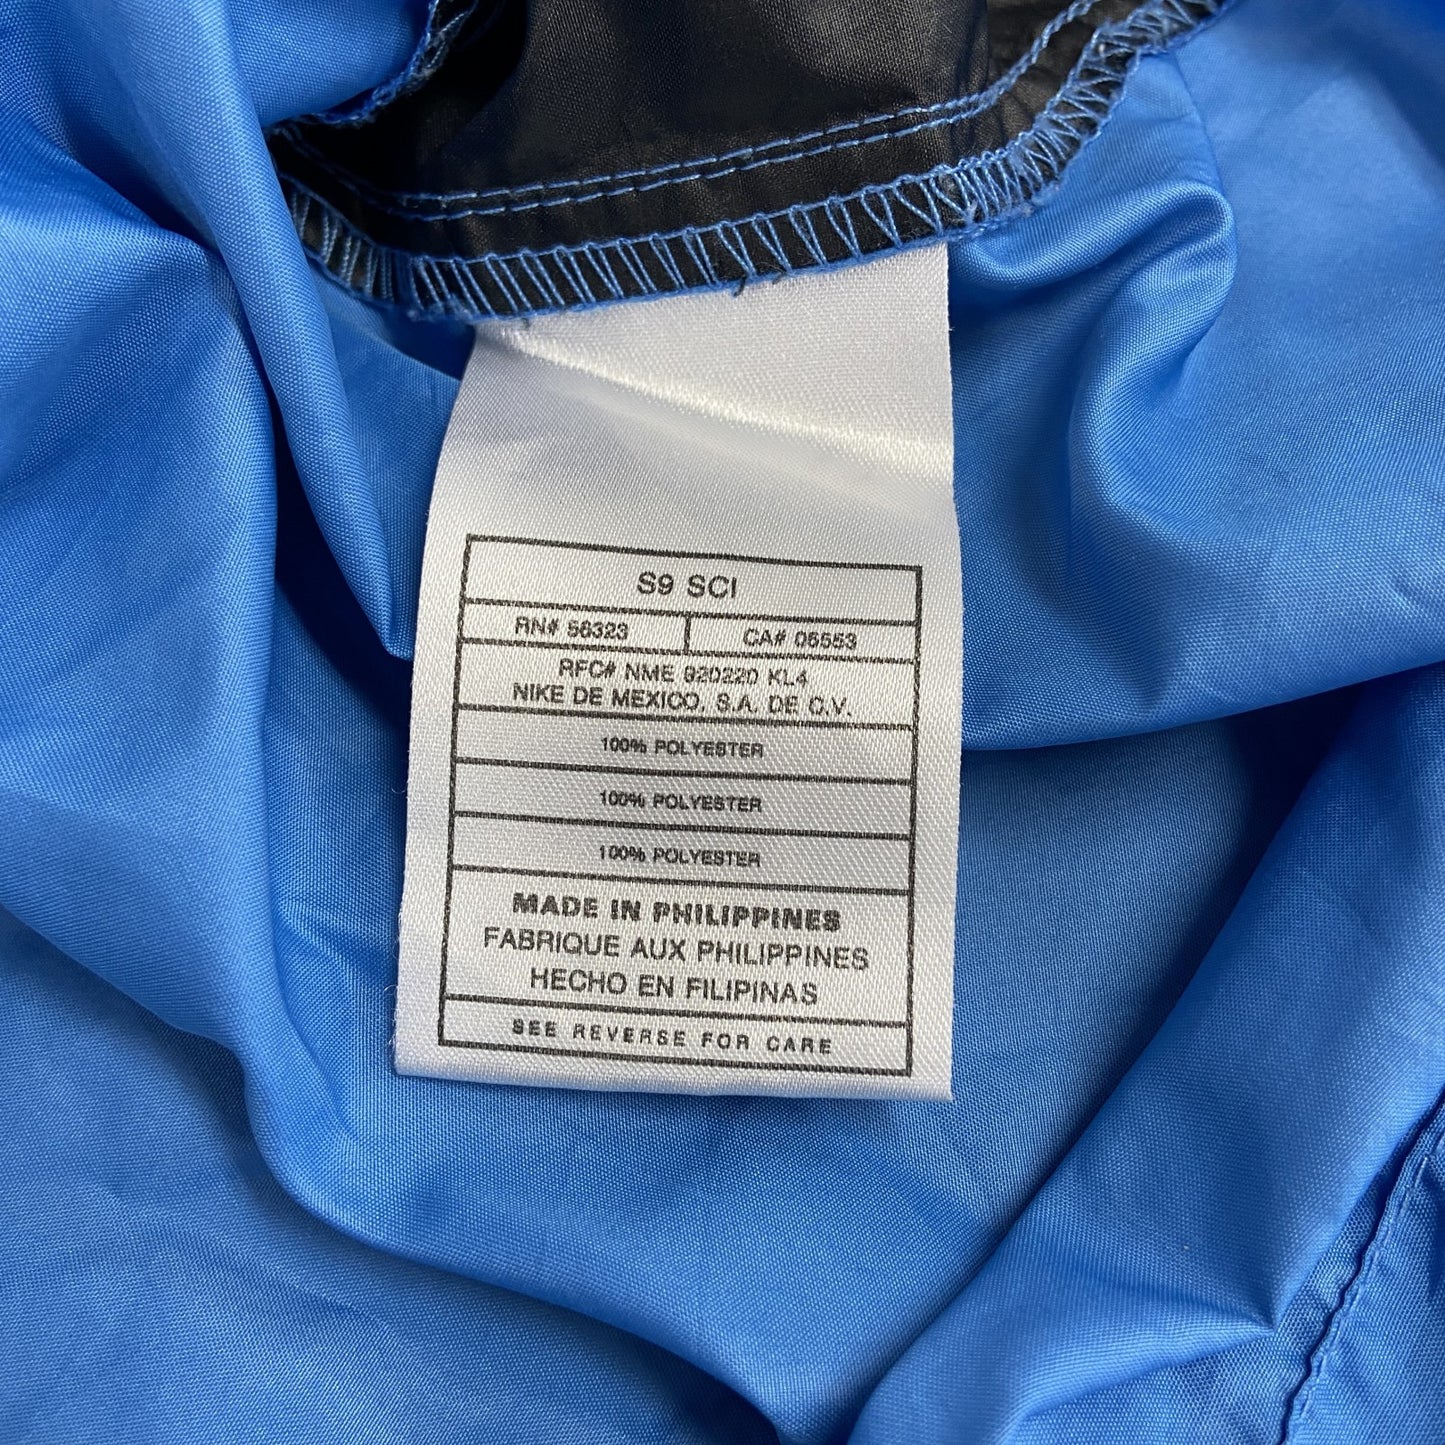 S9 SCI
RN# 56323 CA# 05553
RFC# NME 920220 KL4
NIKE DE MEXICO, S.A. DE C.V.
100% POLYESTER
100% POLYESTER
100% POLYESTER
MADE IN PHILIPPINES
FABRIQUE AUX PHILIPPINES
HECHO EN FILIPINAS
SEE REVERSE FOR CARE